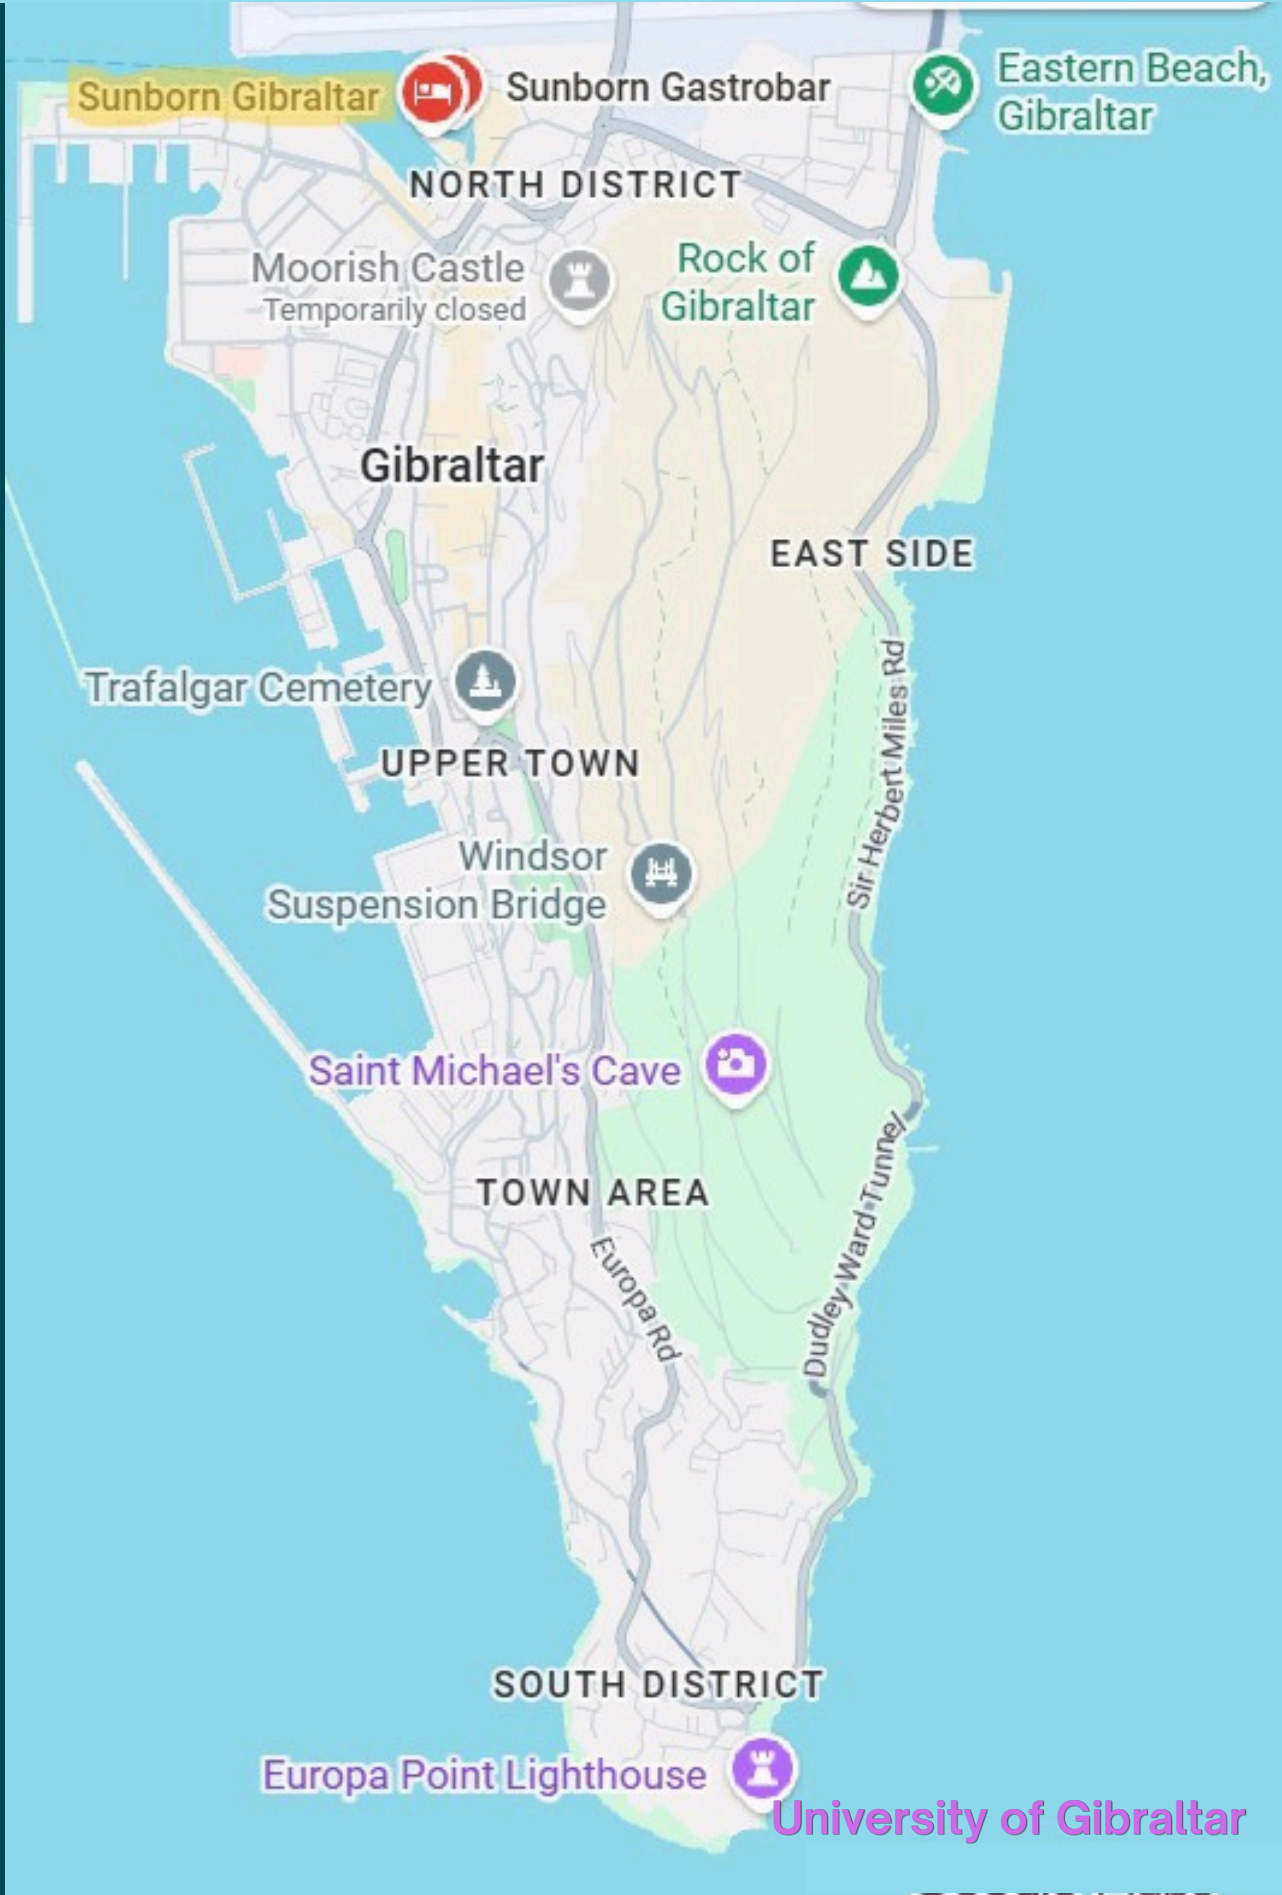 Sunborn Gibraltar
Sunborn Gastrobar
Eastern Beach,
Gibraltar
NORTH DISTRICT
Moorish Castle
Temporarily closed
Rock of
Gibraltar
Gibraltar
EAST SIDE
Sir Herbert Miles Rd
Trafalgar Cemetery
UPPER TOWN
Windsor
Suspension Bridge
Saint Michael's Cave
Dudley Ward Tunnel
TOWN AREA
Europa Rd
SOUTH DISTRICT
Europa Point Lighthouse
University of Gibraltar